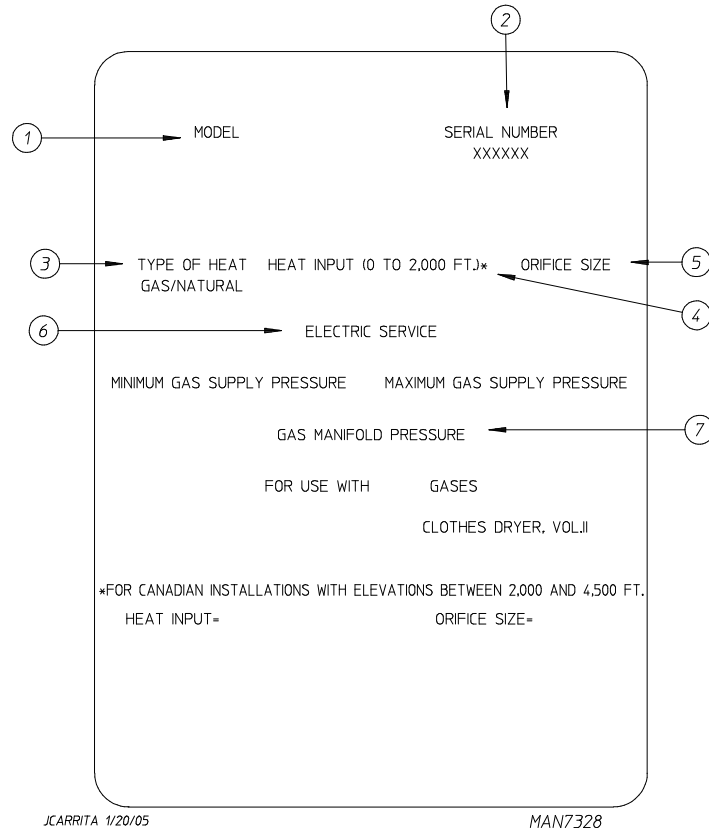 2
1
MODEL
SERIAL NUMBER
XXXXXX
3
TYPE OF HEAT HEAT INPUT (0 TO 2,000 FT.)* ORIFICE SIZE
5
GAS/NATURAL
4
6
ELECTRIC SERVICE
MINIMUM GAS SUPPLY PRESSURE MAXIMUM GAS SUPPLY PRESSURE
GAS MANIFOLD PRESSURE
7
FOR USE WITH GASES
CLOTHES DRYER, VOL.II
*FOR CANADIAN INSTALLATIONS WITH ELEVATIONS BETWEEN 2,000 AND 4,500 FT.
HEAT INPUT= ORIFICE SIZE=
JCARRITA 1/20/05 MAN7328